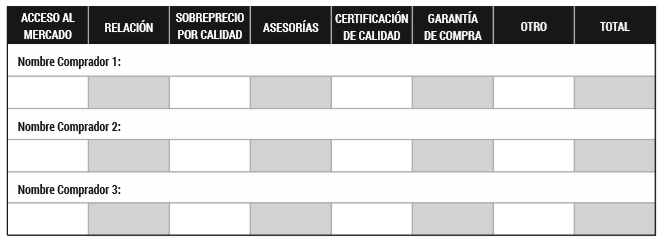 ACCESO AL MERCADO RELACIÓN SOBREPRECIO POR CALIDAD ASESORÍAS CERTIFICACIÓN DE CALIDAD GARANTÍA DE COMPRA OTRO TOTAL
Nombre Comprador 1:
Nombre Comprador 2:
Nombre Comprador 3: